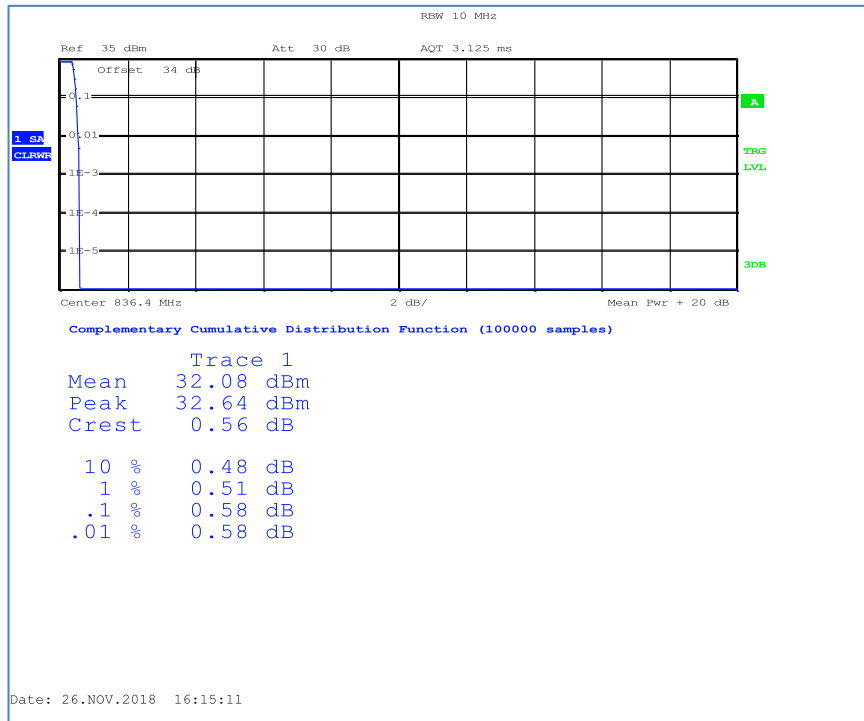 RBW 10 MHz
Ref 35 dBm Att 30 dB AQT 3.125 ms
Offset 34 dB
0.1
A
0.01
1 SA
CLRWR
TRG
LVL
1E-3
1E-4
1E-5
3DB
Center 836.4 MHz 2 dB/ Mean Pwr + 20 dB
Complementary Cumulative Distribution Function (100000 samples)
Trace 1
Mean 32.08 dBm
Peak 32.64 dBm
Crest 0.56 dB
10 % 0.48 dB
1 % 0.51 dB
.1 % 0.58 dB
.01 % 0.58 dB
Date: 26.NOV.2018 16:15:11